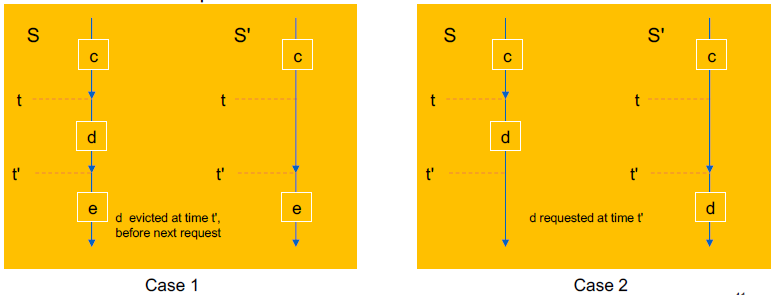 S
S'
c
c
t
t
d
t'
t'
e
e
d evicted at time t',
before next request
Case 1
S
S'
c
c
t
t
d
t'
t'
d
d requested at time t'
Case 2